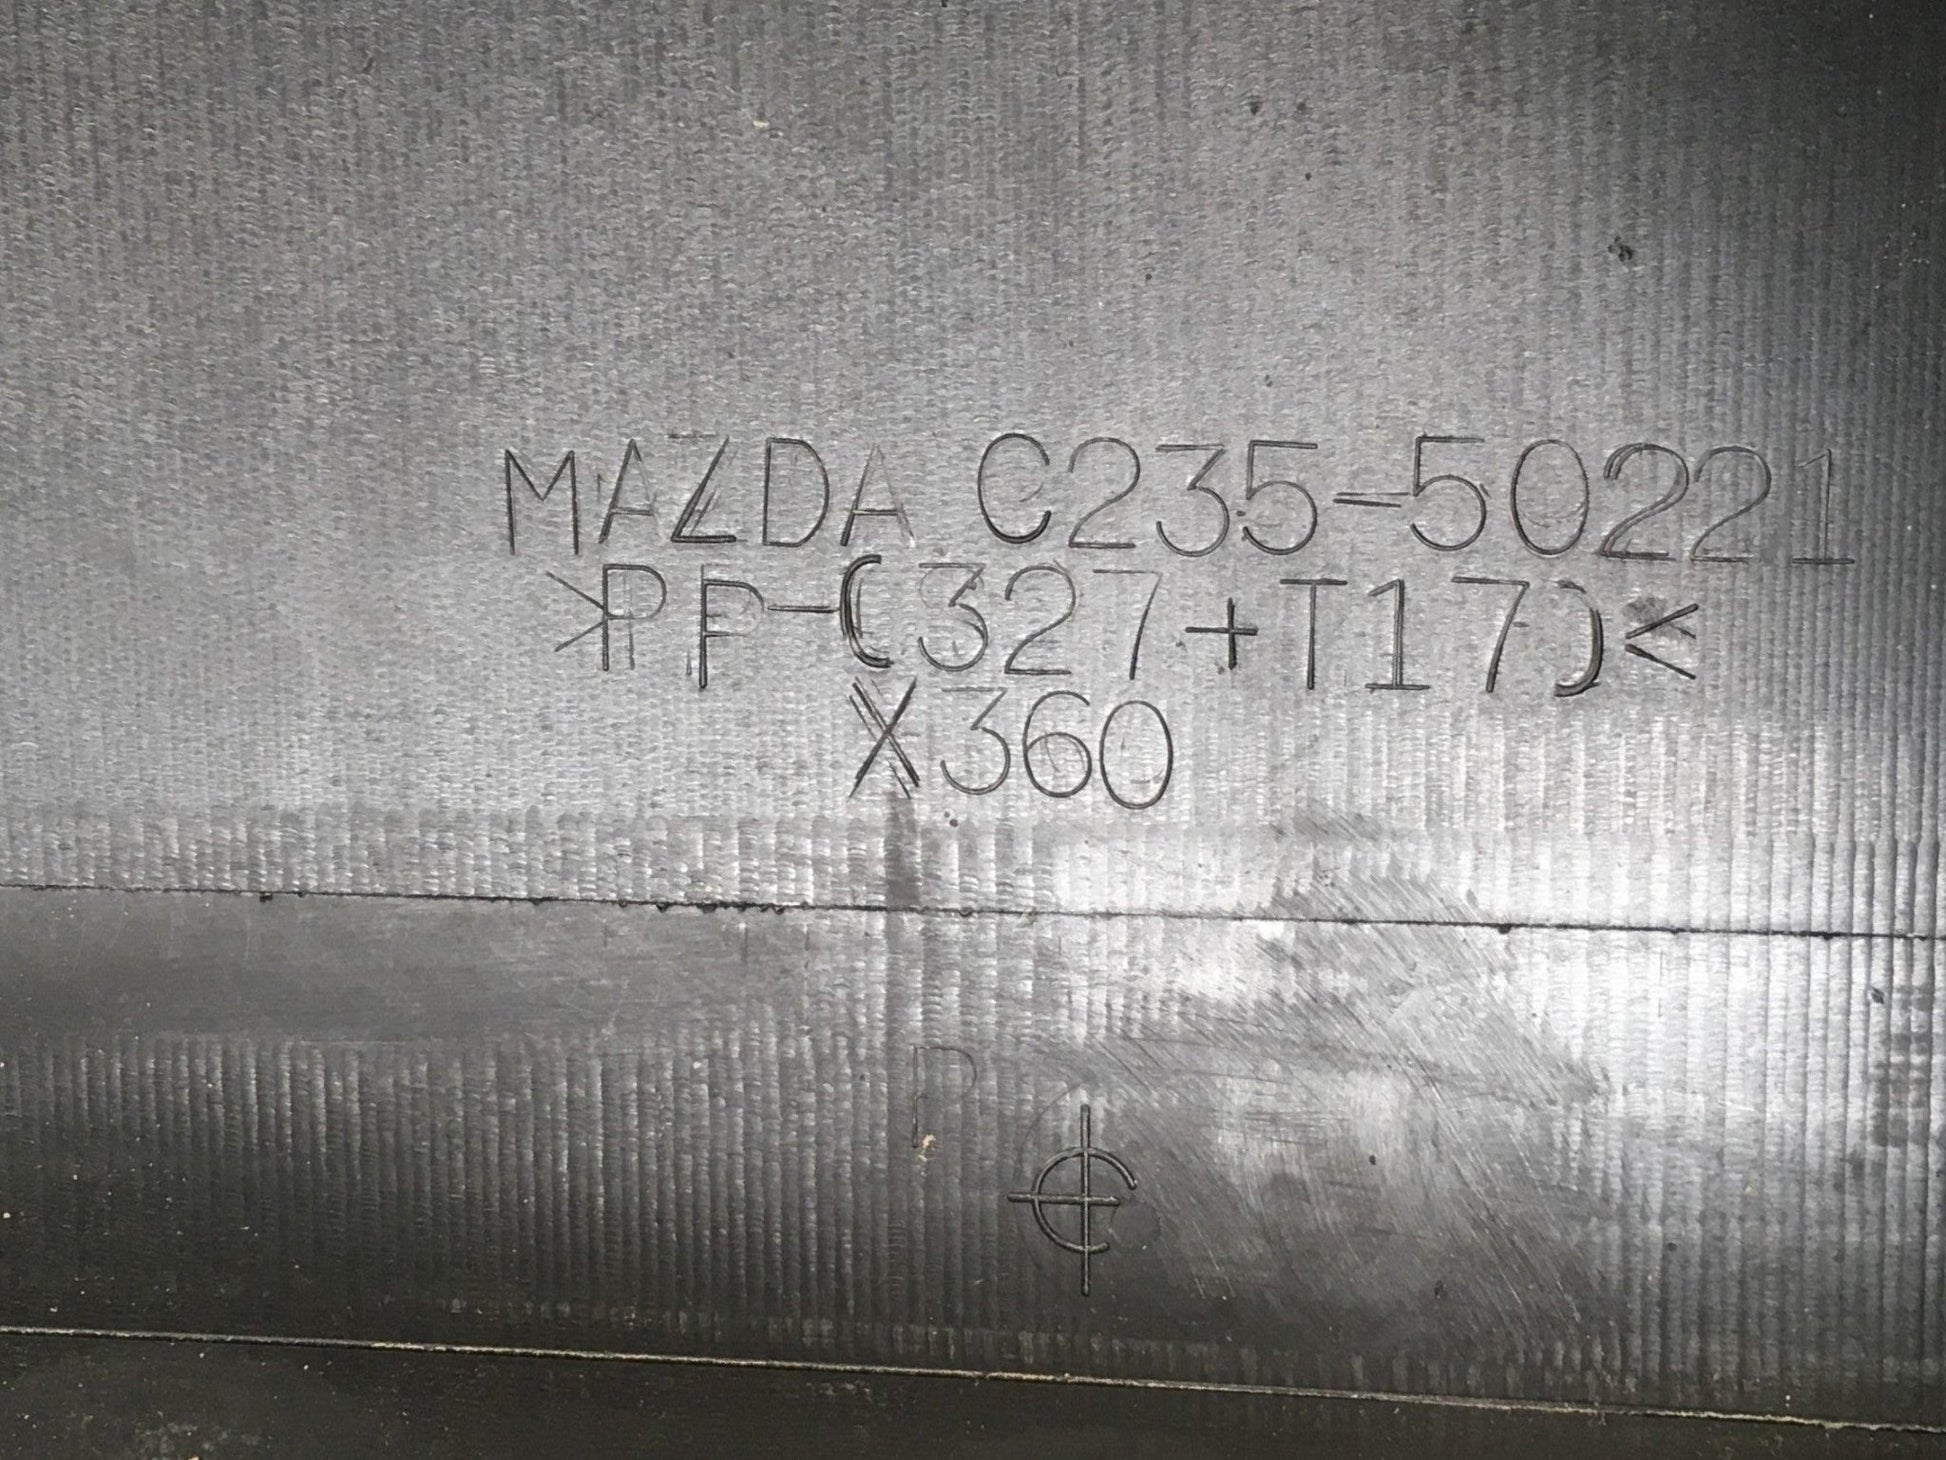 MAZDA C235-50221
>PP-(327+T17)<
X360
P